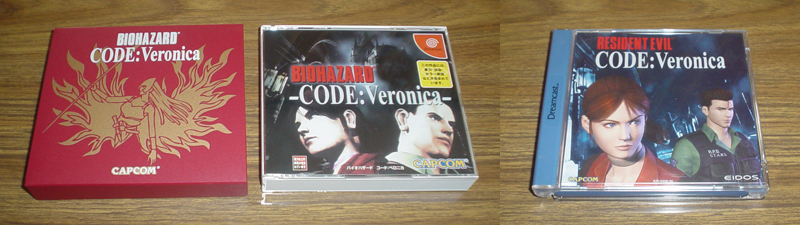 BIOHAZARD
CODE:Veronica
CAPCOM
BIOHAZARD
-CODE:Veronica-
バイオハザード コード:ベロニカ
CAPCOM
RESIDENT EVIL
CODE:Veronica
Dreamcast
CAPCOM
EIDOS